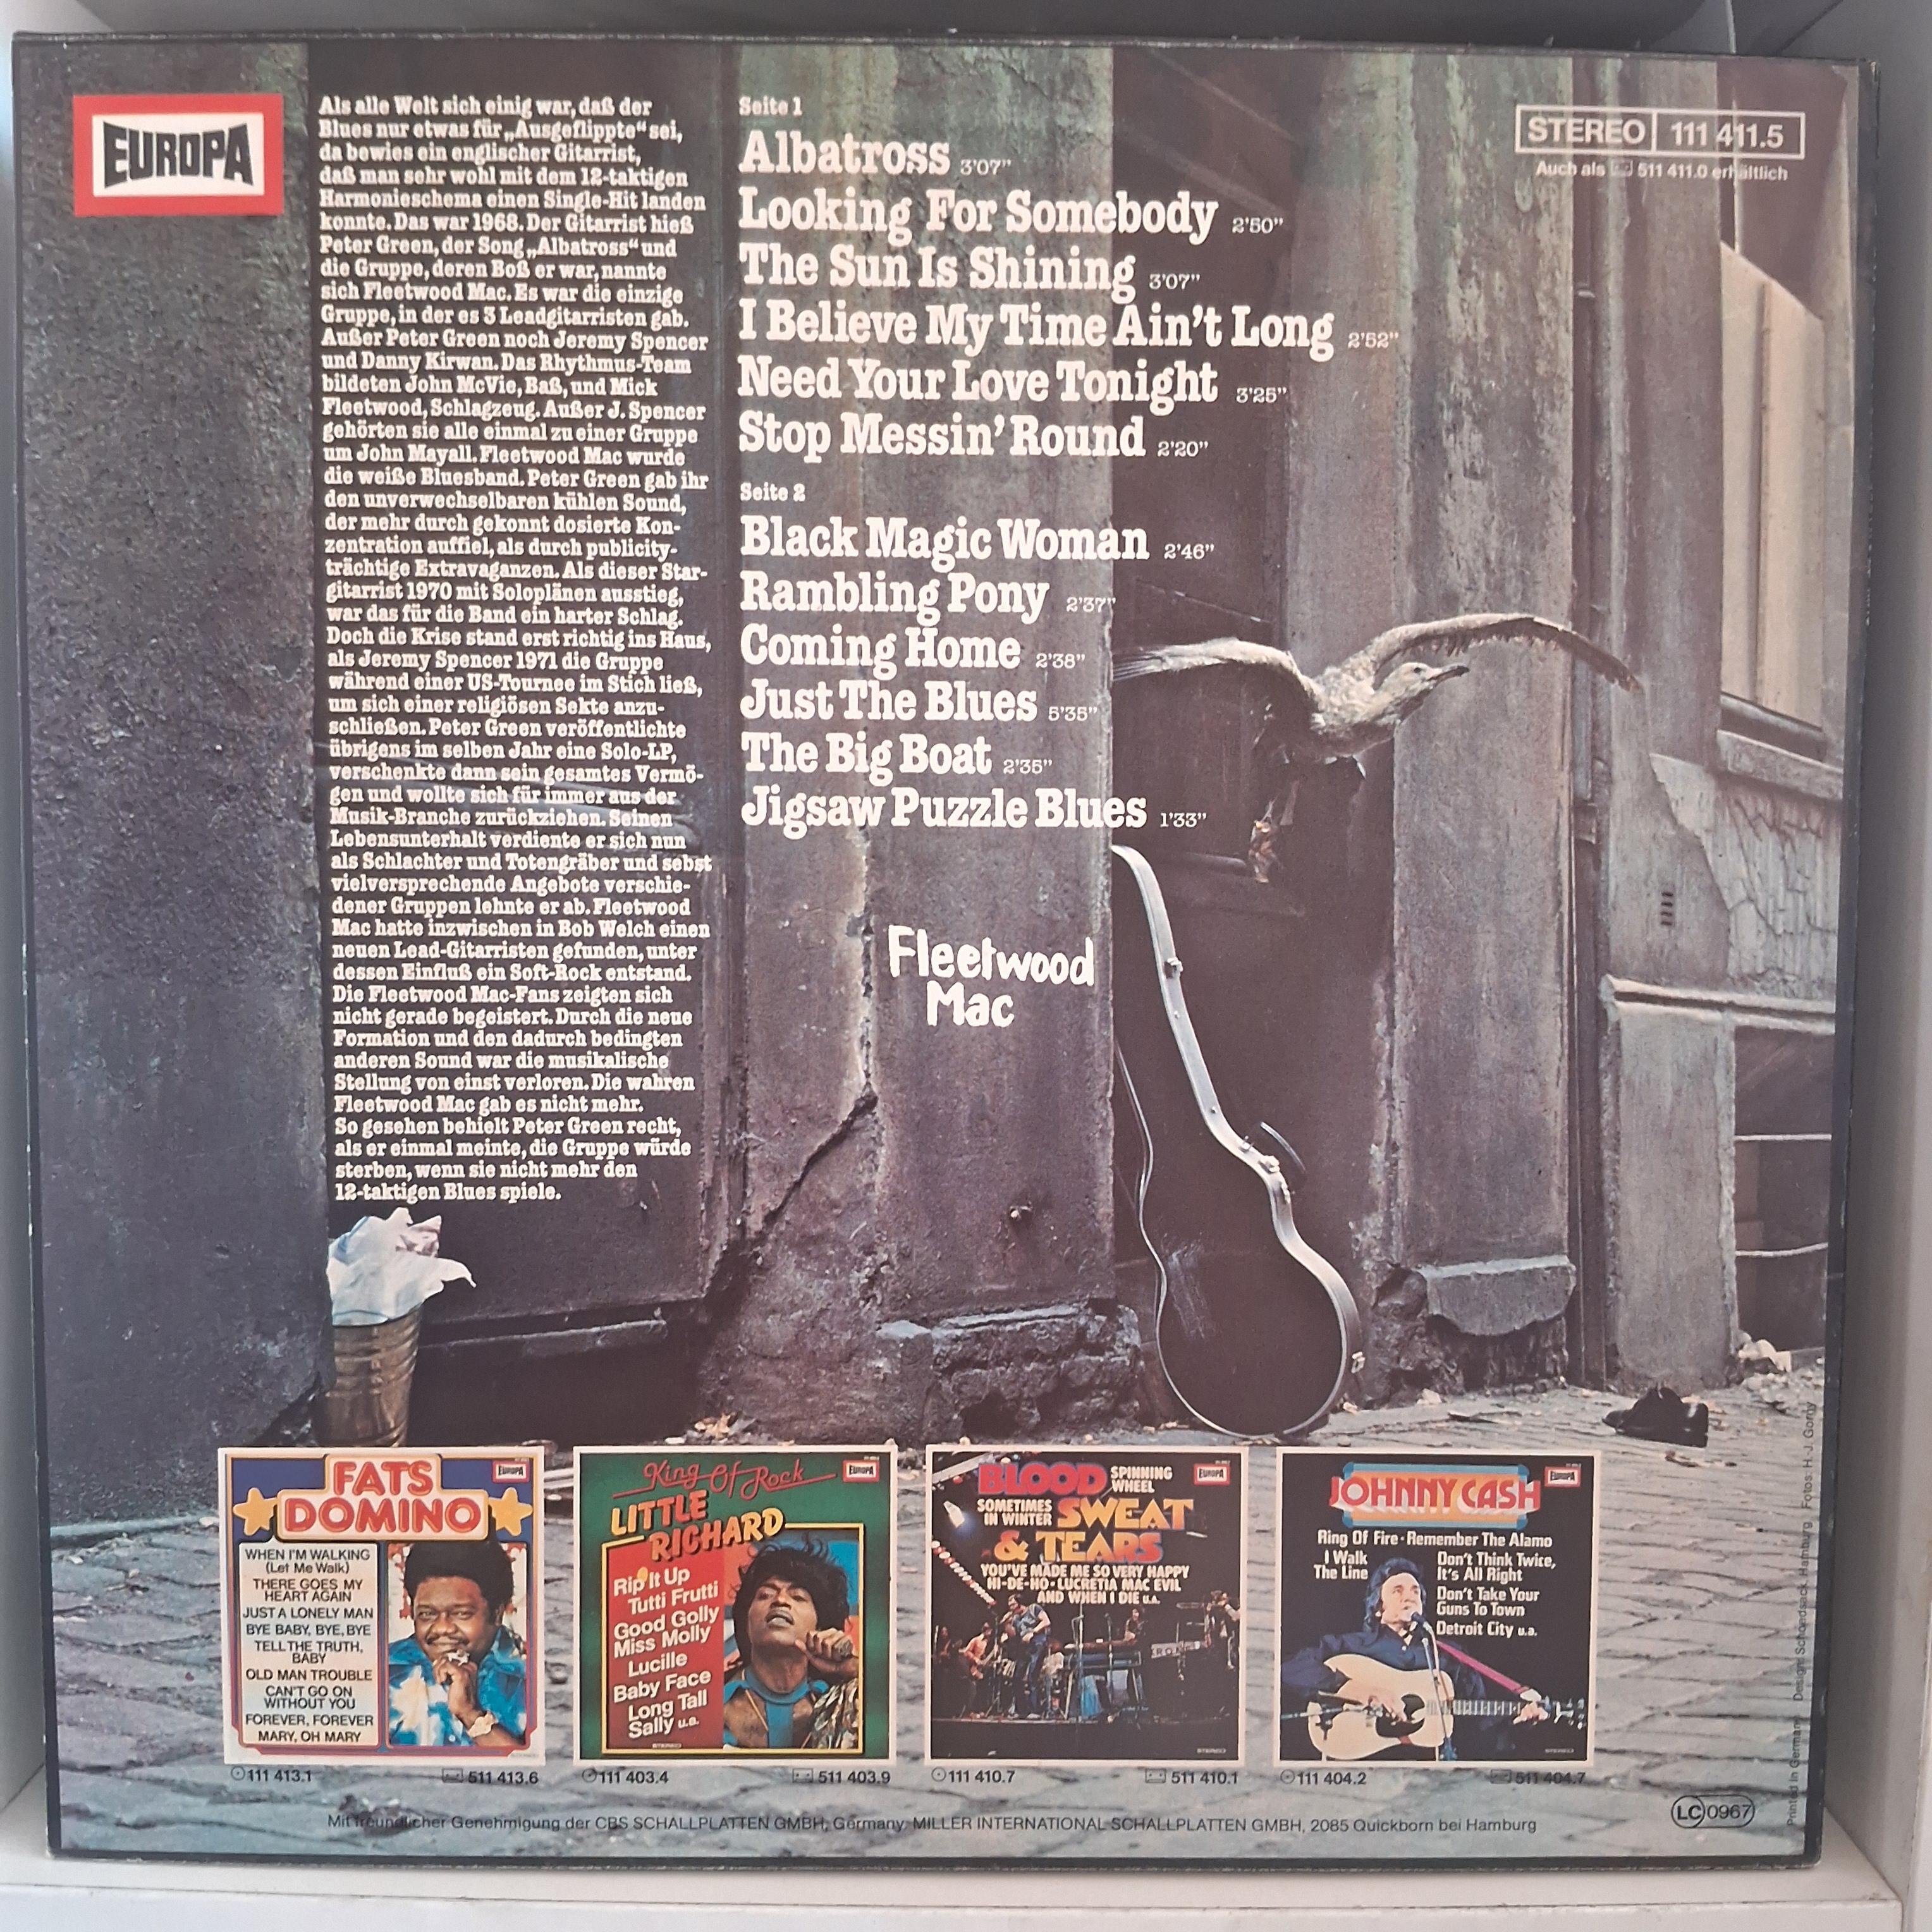 EUROPA
Als alle Welt sich einig war, daß der
Blues nur etwas für „Ausgeflippte“ sei,
da bewies ein englischer Gitarrist,
daß man sehr wohl mit dem 12-taktigen
Harmonieschema einen Single-Hit landen
konnte. Das war 1968. Der Gitarrist hieß
Peter Green, der Song „Albatross“ und
die Gruppe, deren Boß er war, nannte
sich Fleetwood Mac. Es war die einzige
Gruppe, in der es 3 Leadgitarristen gab.
Außer Peter Green noch Jeremy Spencer
und Danny Kirwan. Das Rhythmus-Team
bildeten John McVie, Baß, und Mick
Fleetwood, Schlagzeug. Außer J. Spencer
gehörten sie alle einmal zu einer Gruppe
um John Mayall. Fleetwood Mac wurde
die weiße Bluesband. Peter Green gab ihr
den unverwechselbaren kühlen Sound,
der mehr durch gekonnt dosierte Kon-
zentration auffiel, als durch publicity-
trächtige Extravaganzen. Als dieser Star-
gitarrist 1970 mit Soloplänen ausstieg,
war das für die Band ein harter Schlag.
Doch die Krise stand erst richtig ins Haus,
als Jeremy Spencer 1971 die Gruppe
während einer US-Tournee im Stich ließ,
um sich einer religiösen Sekte anzu-
schließen. Peter Green veröffentlichte
übrigens im selben Jahr eine Solo-LP,
verschenkte dann sein gesamtes Vermö-
gen und wollte sich für immer aus der
Musik-Branche zurückziehen. Seinen
Lebensunterhalt verdiente er sich nun
als Schlachter und Totengräber und sebst
vielversprechende Angebote verschie-
dener Gruppen lehnte er ab. Fleetwood
Mac hatte inzwischen in Bob Welch einen
neuen Lead-Gitarristen gefunden, unter
dessen Einfluß ein Soft-Rock entstand.
Die Fleetwood Mac-Fans zeigten sich
nicht gerade begeistert. Durch die neue
Formation und den dadurch bedingten
anderen Sound war die musikalische
Stellung von einst verloren. Die wahren
Fleetwood Mac gab es nicht mehr.
So gesehen behielt Peter Green recht,
als er einmal meinte, die Gruppe würde
sterben, wenn sie nicht mehr den
12-taktigen Blues spiele.
Seite 1
Albatross 3'07”
Looking For Somebody 2'50”
The Sun Is Shining 3'07”
I Believe My Time Ain't Long 2'52”
Need Your Love Tonight 3'25”
Stop Messin' Round 2'20”
Seite 2
Black Magic Woman 2'46”
Rambling Pony 2'37”
Coming Home 2'38”
Just The Blues 5'35”
The Big Boat 2'35”
Jigsaw Puzzle Blues 1'33”
STEREO 111 411.5
Auch als 511 411.0 erhältlich
Fleetwood
Mac
FATS
DOMINO
EUROPA
WHEN I'M WALKING
(Let Me Walk)
THERE GOES MY
HEART AGAIN
JUST A LONELY MAN
BYE BABY, BYE, BYE
TELL THE TRUTH,
BABY
OLD MAN TROUBLE
CAN'T GO ON
WITHOUT YOU
FOREVER, FOREVER
MARY, OH MARY
111 413.1 511 413.6
King Of Rock
EUROPA
LITTLE
RICHARD
Rip It Up
Tutti Frutti
Good Golly
Miss Molly
Lucille
Baby Face
Long Tall
Sally u.a.
STEREO
111 403.4 511 403.9
BLOOD
SPINNING
WHEEL
EUROPA
SOMETIMES
IN WINTER
SWEAT
& TEARS
YOU'VE MADE ME SO VERY HAPPY
HI-DE-HO · LUCRETIA MAC EVIL
AND WHEN I DIE u.a.
STEREO
111 410.7 511 410.1
JOHNNY CASH
EUROPA
Ring Of Fire · Remember The Alamo
I Walk
The Line
Don't Think Twice,
It's All Right
Don't Take Your
Guns To Town
Detroit City u.a.
STEREO
111 404.2 511 404.7
Mit freundlicher Genehmigung der CBS SCHALLPLATTEN GMBH, Germany. MILLER INTERNATIONAL SCHALLPLATTEN GMBH, 2085 Quickborn bei Hamburg
LC 0967
Printed in Germany Design: Hamburg Fotos: H. J. Gorny